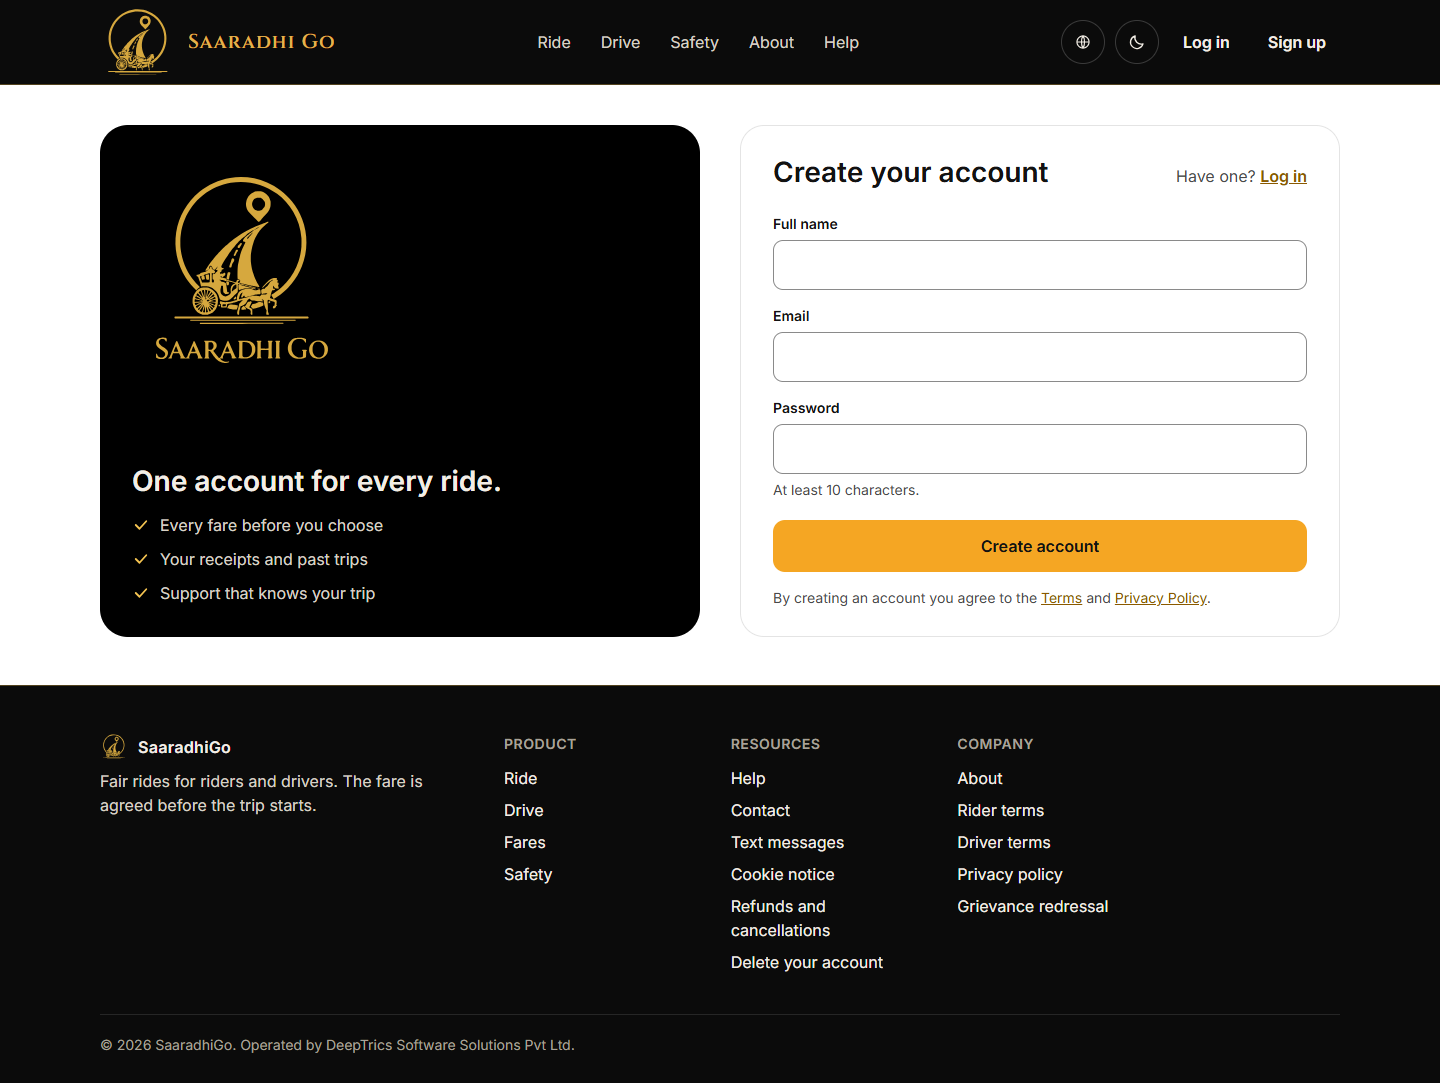 SAARADHI GO
Ride
Drive
Safety
About
Help
Log in
Sign up
SAARADHI GO
One account for every ride.
Every fare before you choose
Your receipts and past trips
Support that knows your trip
Create your account
Have one? Log in
Full name
Email
Password
At least 10 characters.
Create account
By creating an account you agree to the Terms and Privacy Policy.
SaaradhiGo
Fair rides for riders and drivers. The fare is
agreed before the trip starts.
PRODUCT
Ride
Drive
Fares
Safety
RESOURCES
Help
Contact
Text messages
Cookie notice
Refunds and
cancellations
Delete your account
COMPANY
About
Rider terms
Driver terms
Privacy policy
Grievance redressal
© 2026 SaaradhiGo. Operated by DeepTrics Software Solutions Pvt Ltd.